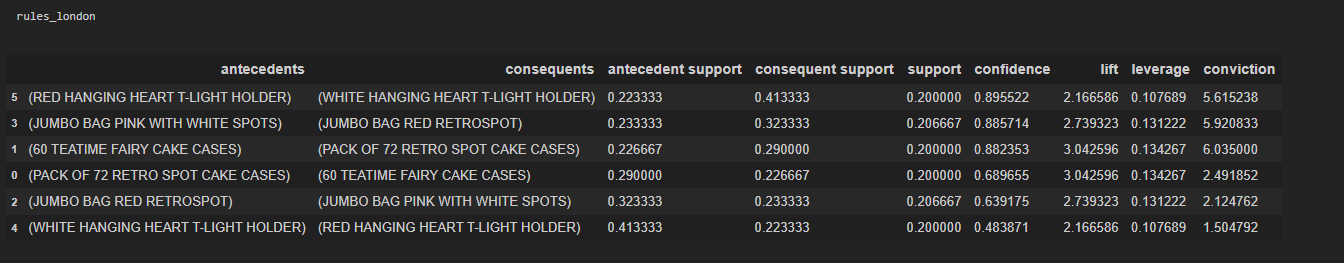 rules_london
antecedents consequents antecedent support consequent support support confidence lift leverage conviction
5 (RED HANGING HEART T-LIGHT HOLDER) (WHITE HANGING HEART T-LIGHT HOLDER) 0.223333 0.413333 0.200000 0.895522 2.166586 0.107689 5.615238
3 (JUMBO BAG PINK WITH WHITE SPOTS) (JUMBO BAG RED RETROSPOT) 0.233333 0.323333 0.206667 0.885714 2.739323 0.131222 5.920833
1 (60 TEATIME FAIRY CAKE CASES) (PACK OF 72 RETRO SPOT CAKE CASES) 0.226667 0.290000 0.200000 0.882353 3.042596 0.134267 6.035000
0 (PACK OF 72 RETRO SPOT CAKE CASES) (60 TEATIME FAIRY CAKE CASES) 0.290000 0.226667 0.200000 0.689655 3.042596 0.134267 2.491852
2 (JUMBO BAG RED RETROSPOT) (JUMBO BAG PINK WITH WHITE SPOTS) 0.323333 0.233333 0.206667 0.639175 2.739323 0.131222 2.124762
4 (WHITE HANGING HEART T-LIGHT HOLDER) (RED HANGING HEART T-LIGHT HOLDER) 0.413333 0.223333 0.200000 0.483871 2.166586 0.107689 1.504792